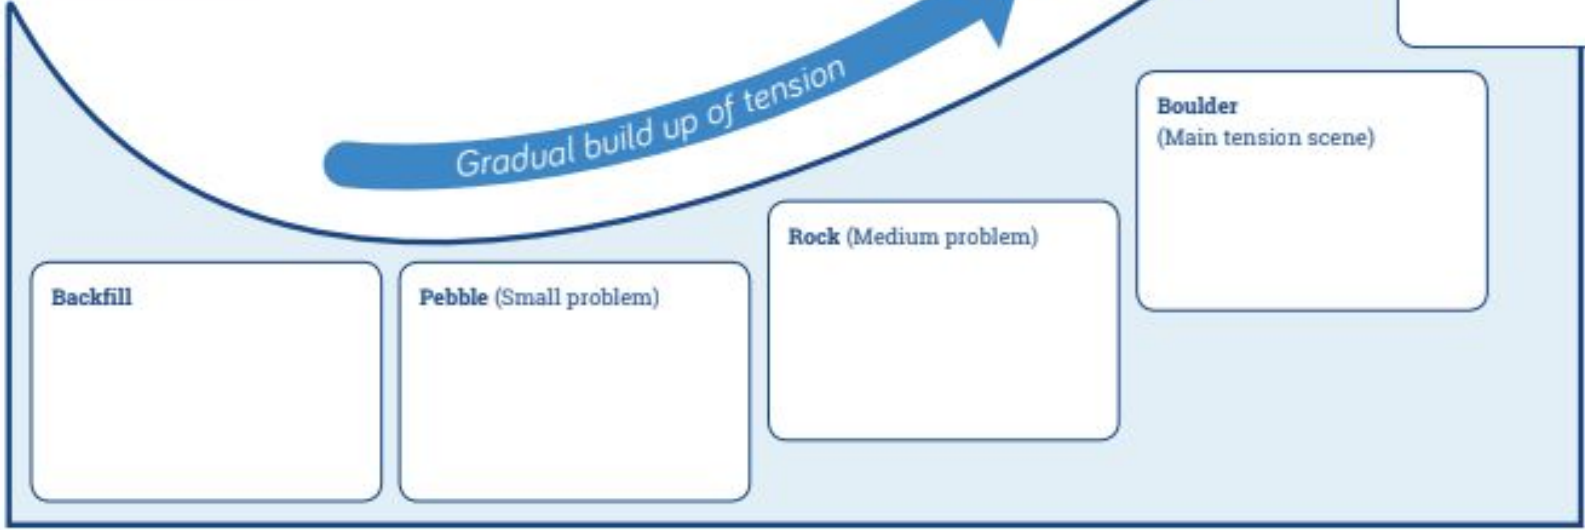 Gradual build up of tension
Boulder
(Main tension scene)
Rock (Medium problem)
Backfill
Pebble (Small problem)